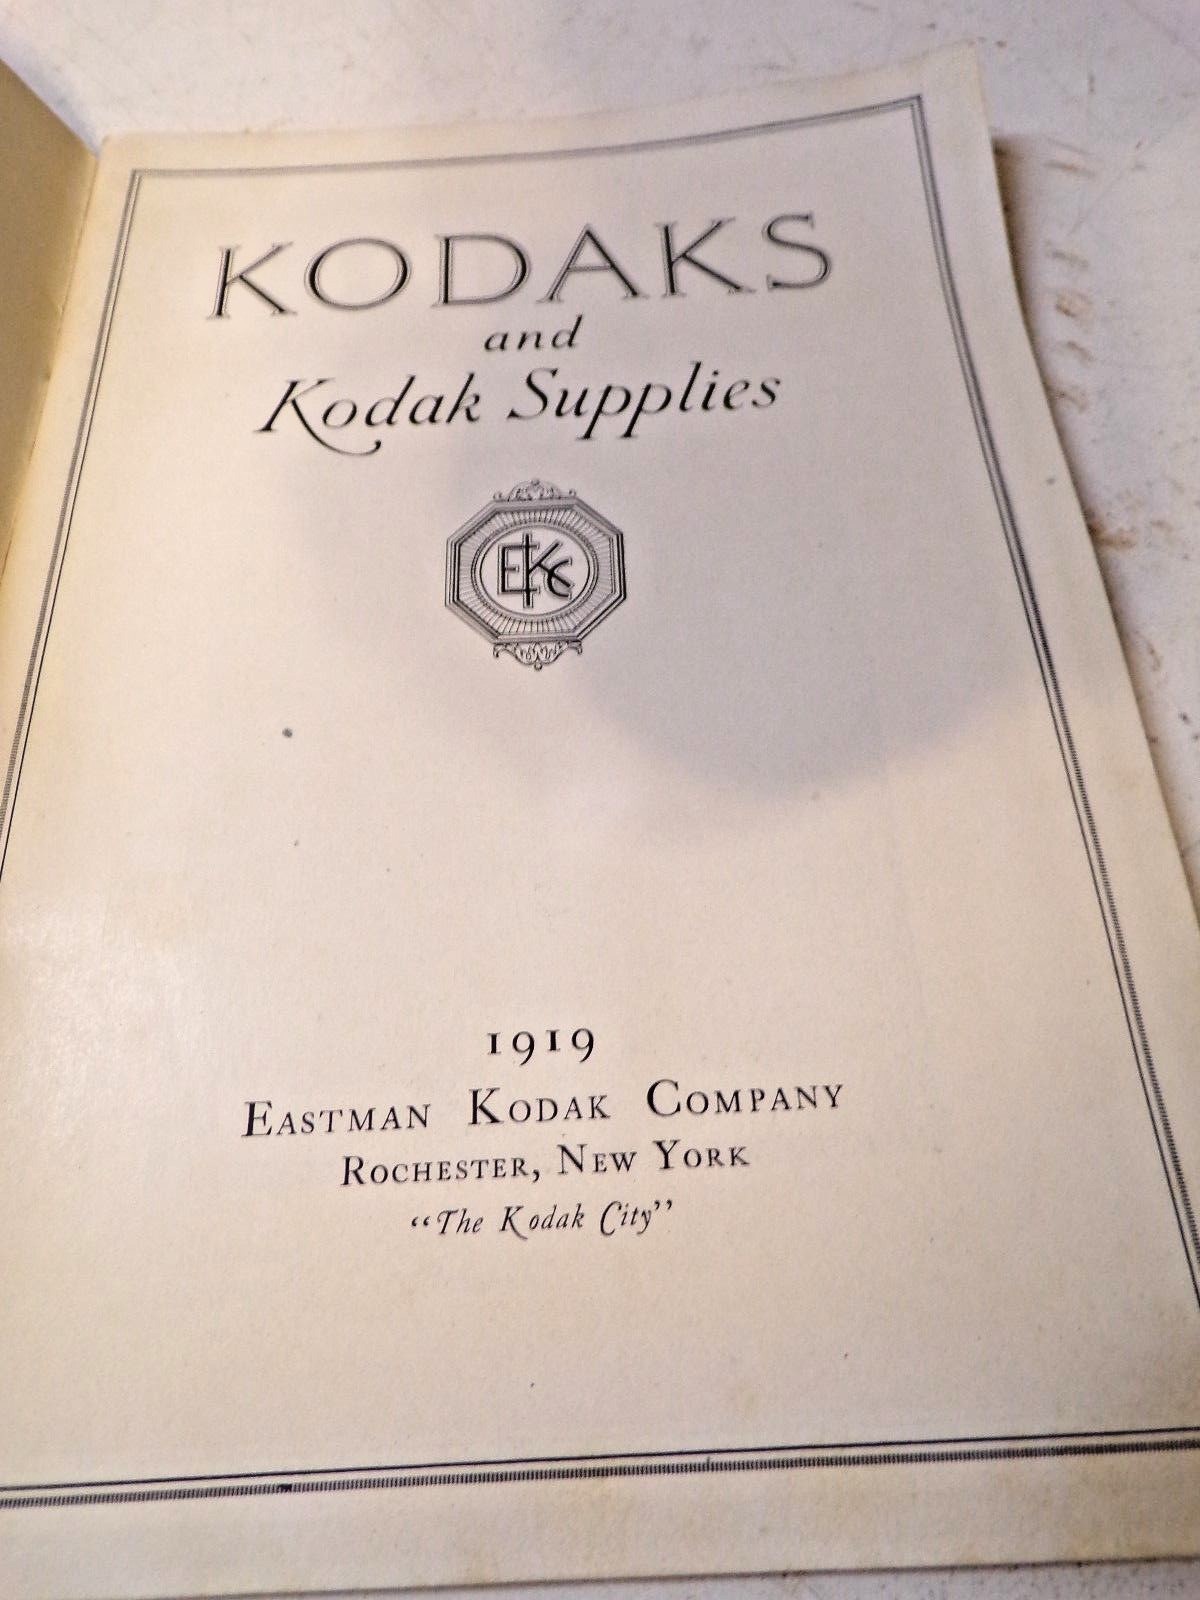 KODAKS
and
Kodak Supplies
EKC
1919
EASTMAN KODAK COMPANY
ROCHESTER, NEW YORK
“The Kodak City”